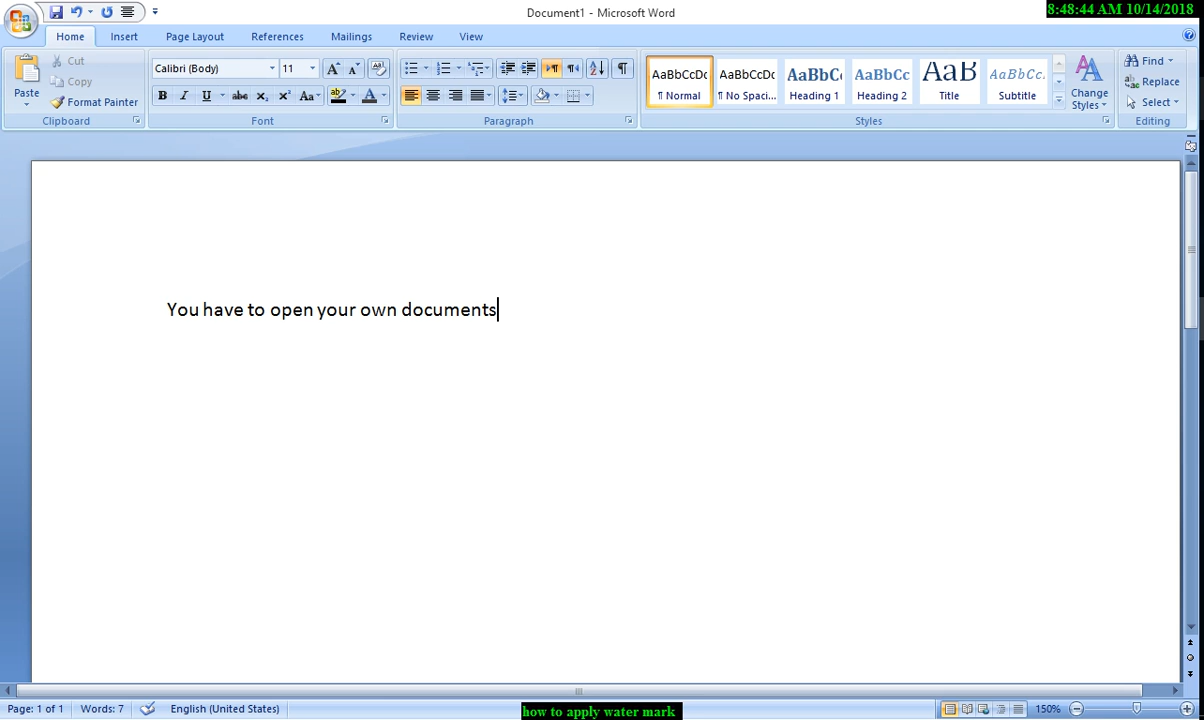 Document1 - Microsoft Word
8:48:44 AM 10/14/2018
Home Insert Page Layout References Mailings Review View
Paste
Cut
Copy
Format Painter
Clipboard
Calibri (Body) 11
Font
Paragraph
AaBbCcDc AaBbCcDc AaBbC AaBbCc AaB AaBbCc.
¶ Normal ¶ No Spaci... Heading 1 Heading 2 Title Subtitle
Change Styles
Styles
Find
Replace
Select
Editing
You have to open your own documents
Page: 1 of 1 Words: 7 English (United States) 150%
how to apply water mark